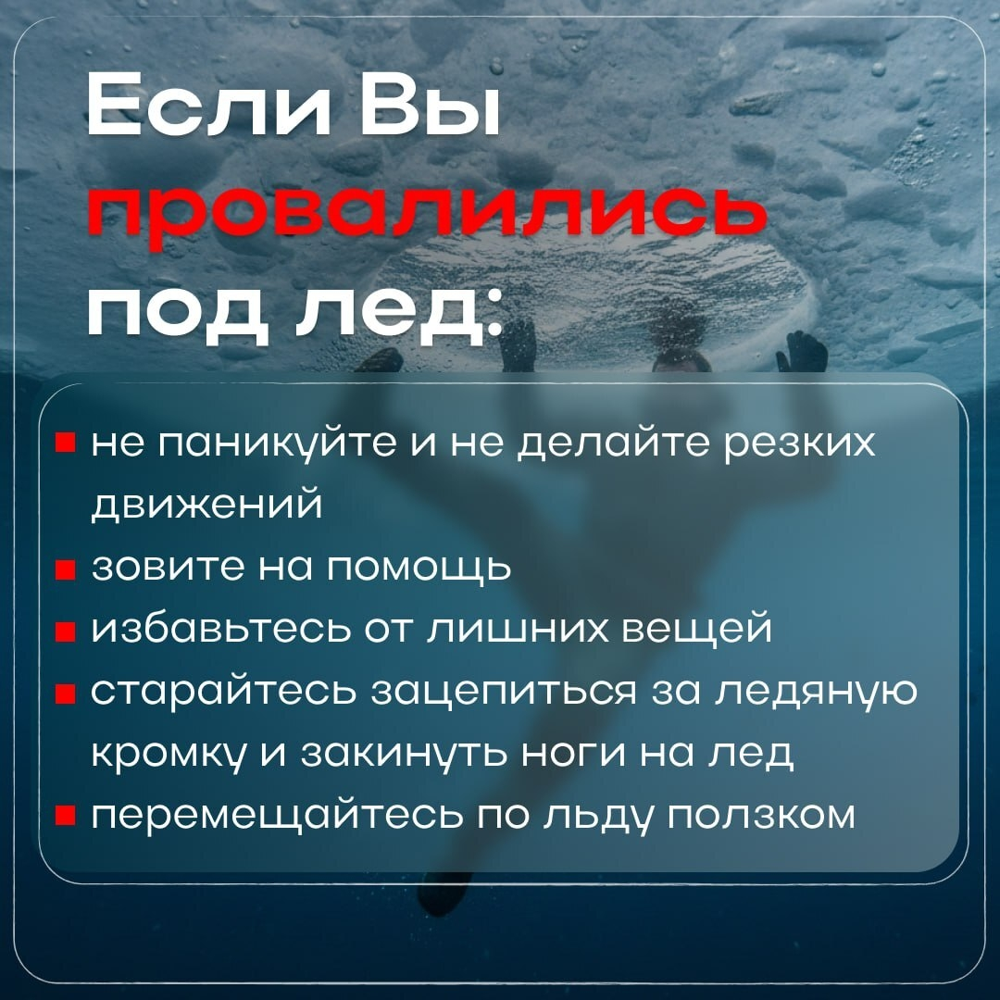 Если Вы
провалились
под лед:
не паникуйте и не делайте резких
движений
зовите на помощь
избавьтесь от лишних вещей
старайтесь зацепиться за ледяную
кромку и закинуть ноги на лед
перемещайтесь по льду ползком